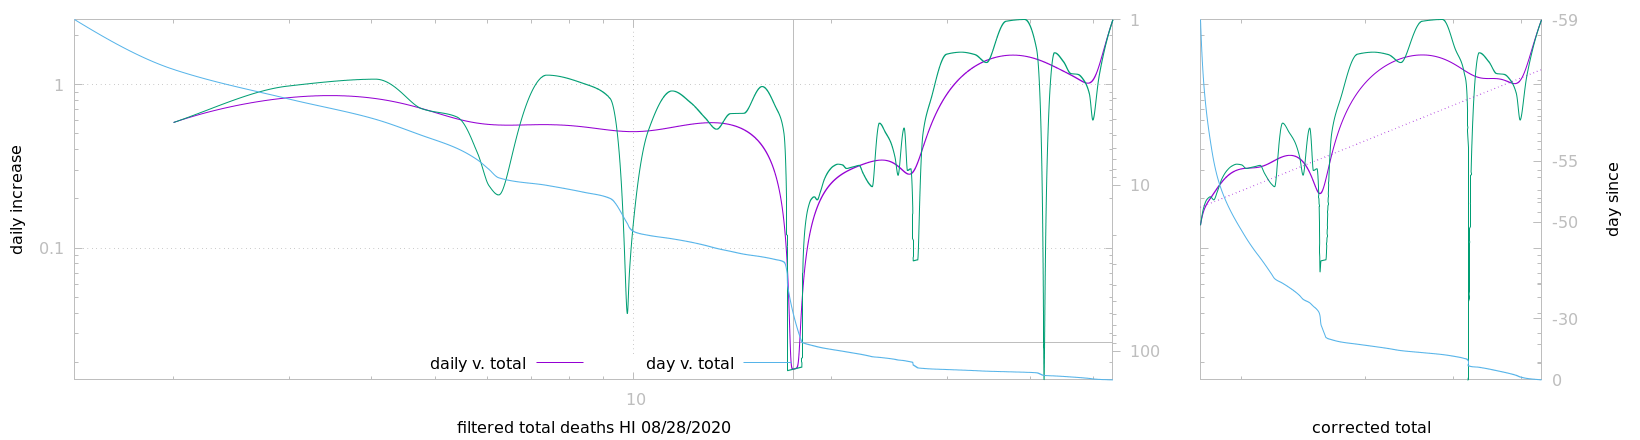 daily increase
1
0.1
daily v. total
day v. total
10
filtered total deaths HI 08/28/2020
1
10
100
-59
-55
-50
-30
0
day since
corrected total